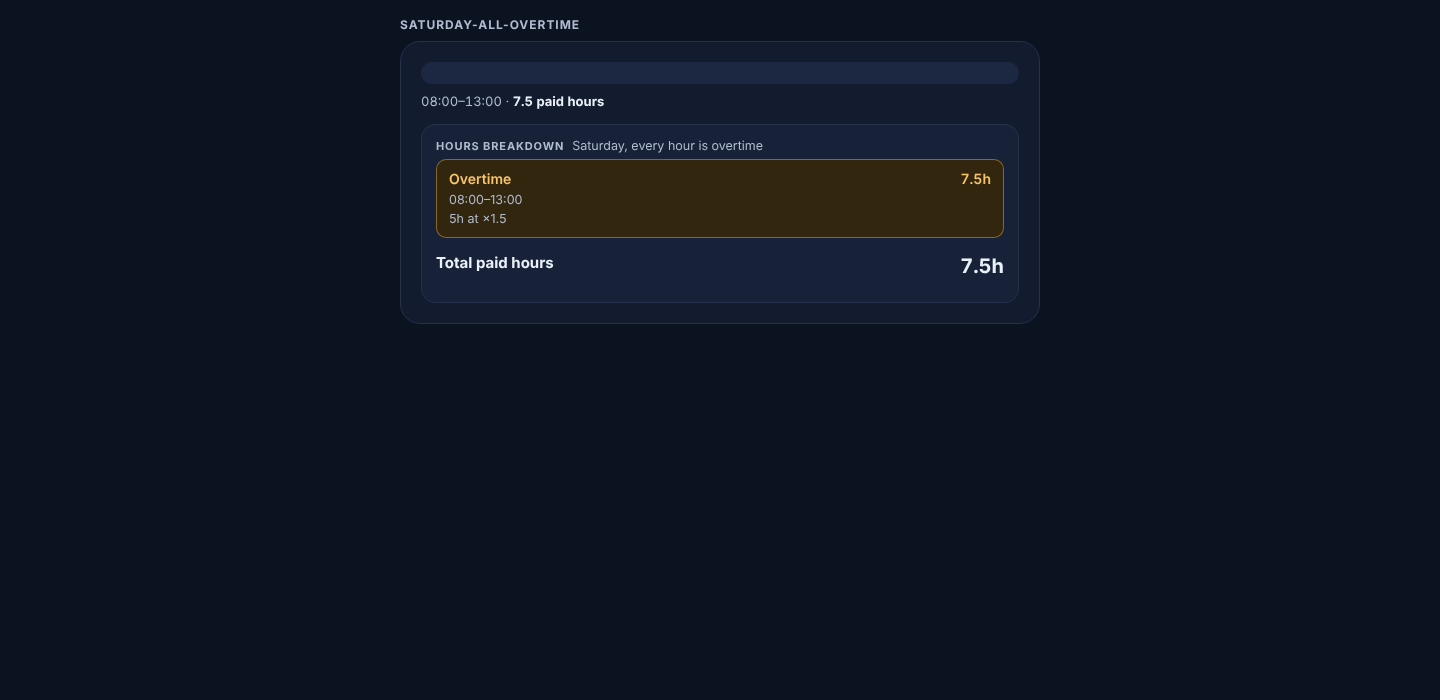 SATURDAY-ALL-OVERTIME
08:00–13:00 · 7.5 paid hours
HOURS BREAKDOWN Saturday, every hour is overtime
Overtime 7.5h
08:00–13:00
5h at ×1.5
Total paid hours 7.5h